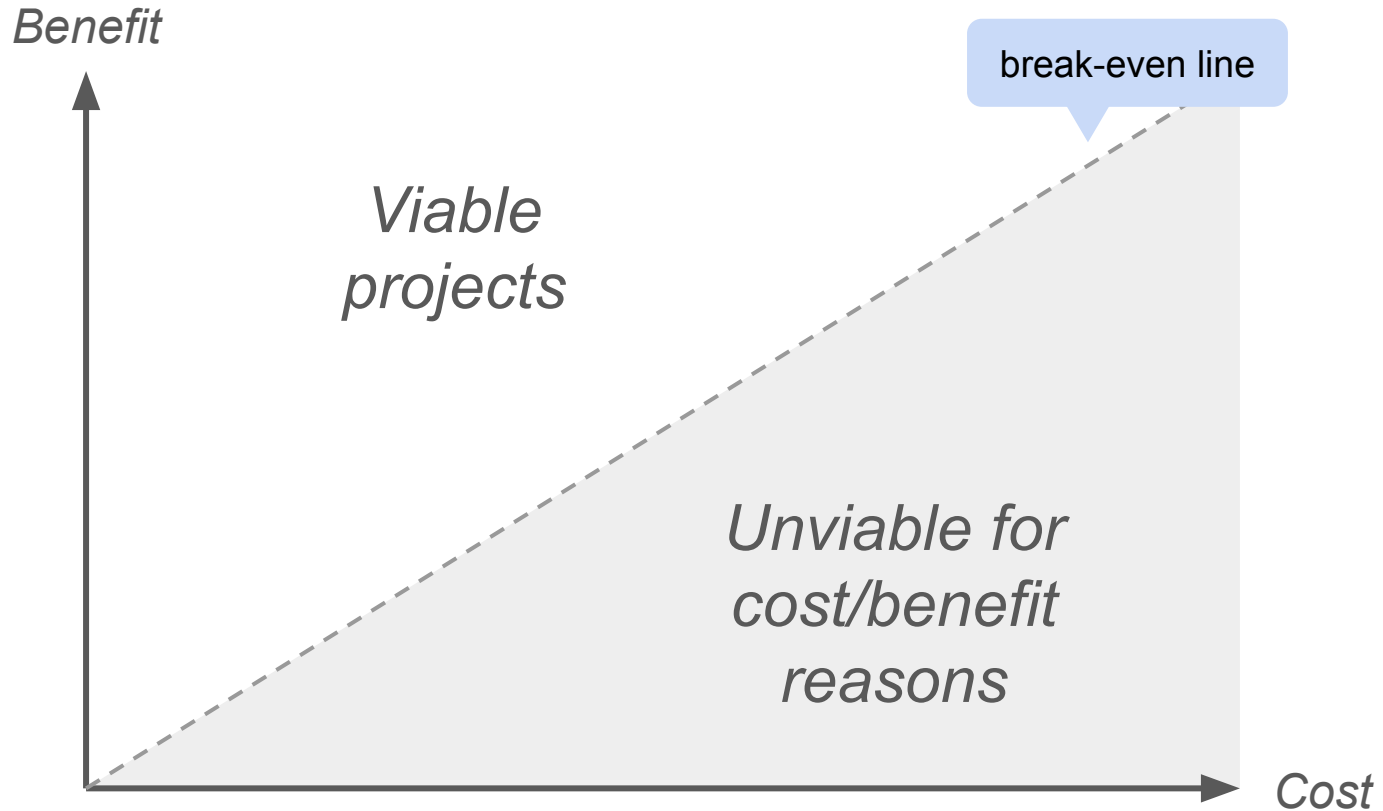 Benefit
break-even line
Viable
projects
Unviable for
cost/benefit
reasons
Cost